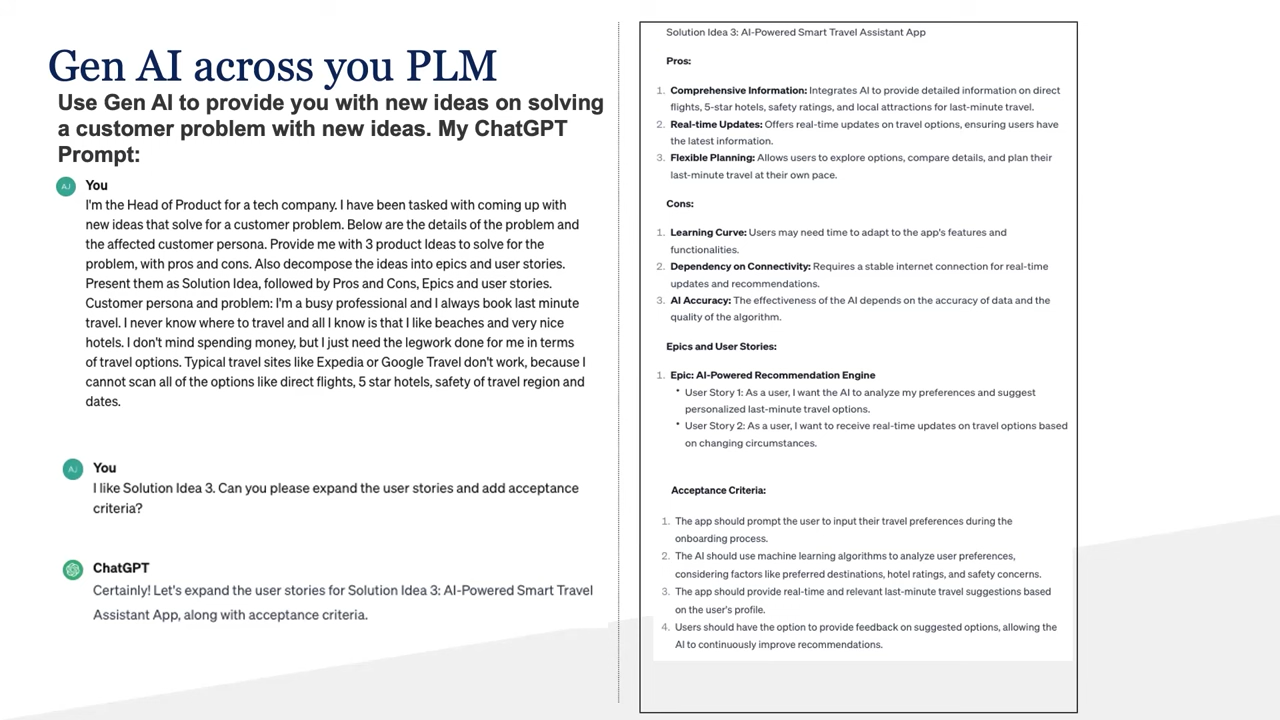 Gen AI across you PLM
Use Gen AI to provide you with new ideas on solving
a customer problem with new ideas. My ChatGPT
Prompt:
AJ
You
I'm the Head of Product for a tech company. I have been tasked with coming up with
new ideas that solve for a customer problem. Below are the details of the problem and
the affected customer persona. Provide me with 3 product Ideas to solve for the
problem, with pros and cons. Also decompose the ideas into epics and user stories.
Present them as Solution Idea, followed by Pros and Cons, Epics and user stories.
Customer persona and problem: I'm a busy professional and I always book last minute
travel. I never know where to travel and all I know is that I like beaches and very nice
hotels. I don't mind spending money, but I just need the legwork done for me in terms
of travel options. Typical travel sites like Expedia or Google Travel don't work, because I
cannot scan all of the options like direct flights, 5 star hotels, safety of travel region and
dates.
AJ
You
I like Solution Idea 3. Can you please expand the user stories and add acceptance
criteria?
ChatGPT
Certainly! Let's expand the user stories for Solution Idea 3: AI-Powered Smart Travel
Assistant App, along with acceptance criteria.
Solution Idea 3: AI-Powered Smart Travel Assistant App
Pros:
1. Comprehensive Information: Integrates AI to provide detailed information on direct
flights, 5-star hotels, safety ratings, and local attractions for last-minute travel.
2. Real-time Updates: Offers real-time updates on travel options, ensuring users have
the latest information.
3. Flexible Planning: Allows users to explore options, compare details, and plan their
last-minute travel at their own pace.
Cons:
1. Learning Curve: Users may need time to adapt to the app's features and
functionalities.
2. Dependency on Connectivity: Requires a stable internet connection for real-time
updates and recommendations.
3. AI Accuracy: The effectiveness of the AI depends on the accuracy of data and the
quality of the algorithm.
Epics and User Stories:
1. Epic: AI-Powered Recommendation Engine
• User Story 1: As a user, I want the AI to analyze my preferences and suggest
personalized last-minute travel options.
• User Story 2: As a user, I want to receive real-time updates on travel options based
on changing circumstances.
Acceptance Criteria:
1. The app should prompt the user to input their travel preferences during the
onboarding process.
2. The AI should use machine learning algorithms to analyze user preferences,
considering factors like preferred destinations, hotel ratings, and safety concerns.
3. The app should provide real-time and relevant last-minute travel suggestions based
on the user's profile.
4. Users should have the option to provide feedback on suggested options, allowing the
AI to continuously improve recommendations.